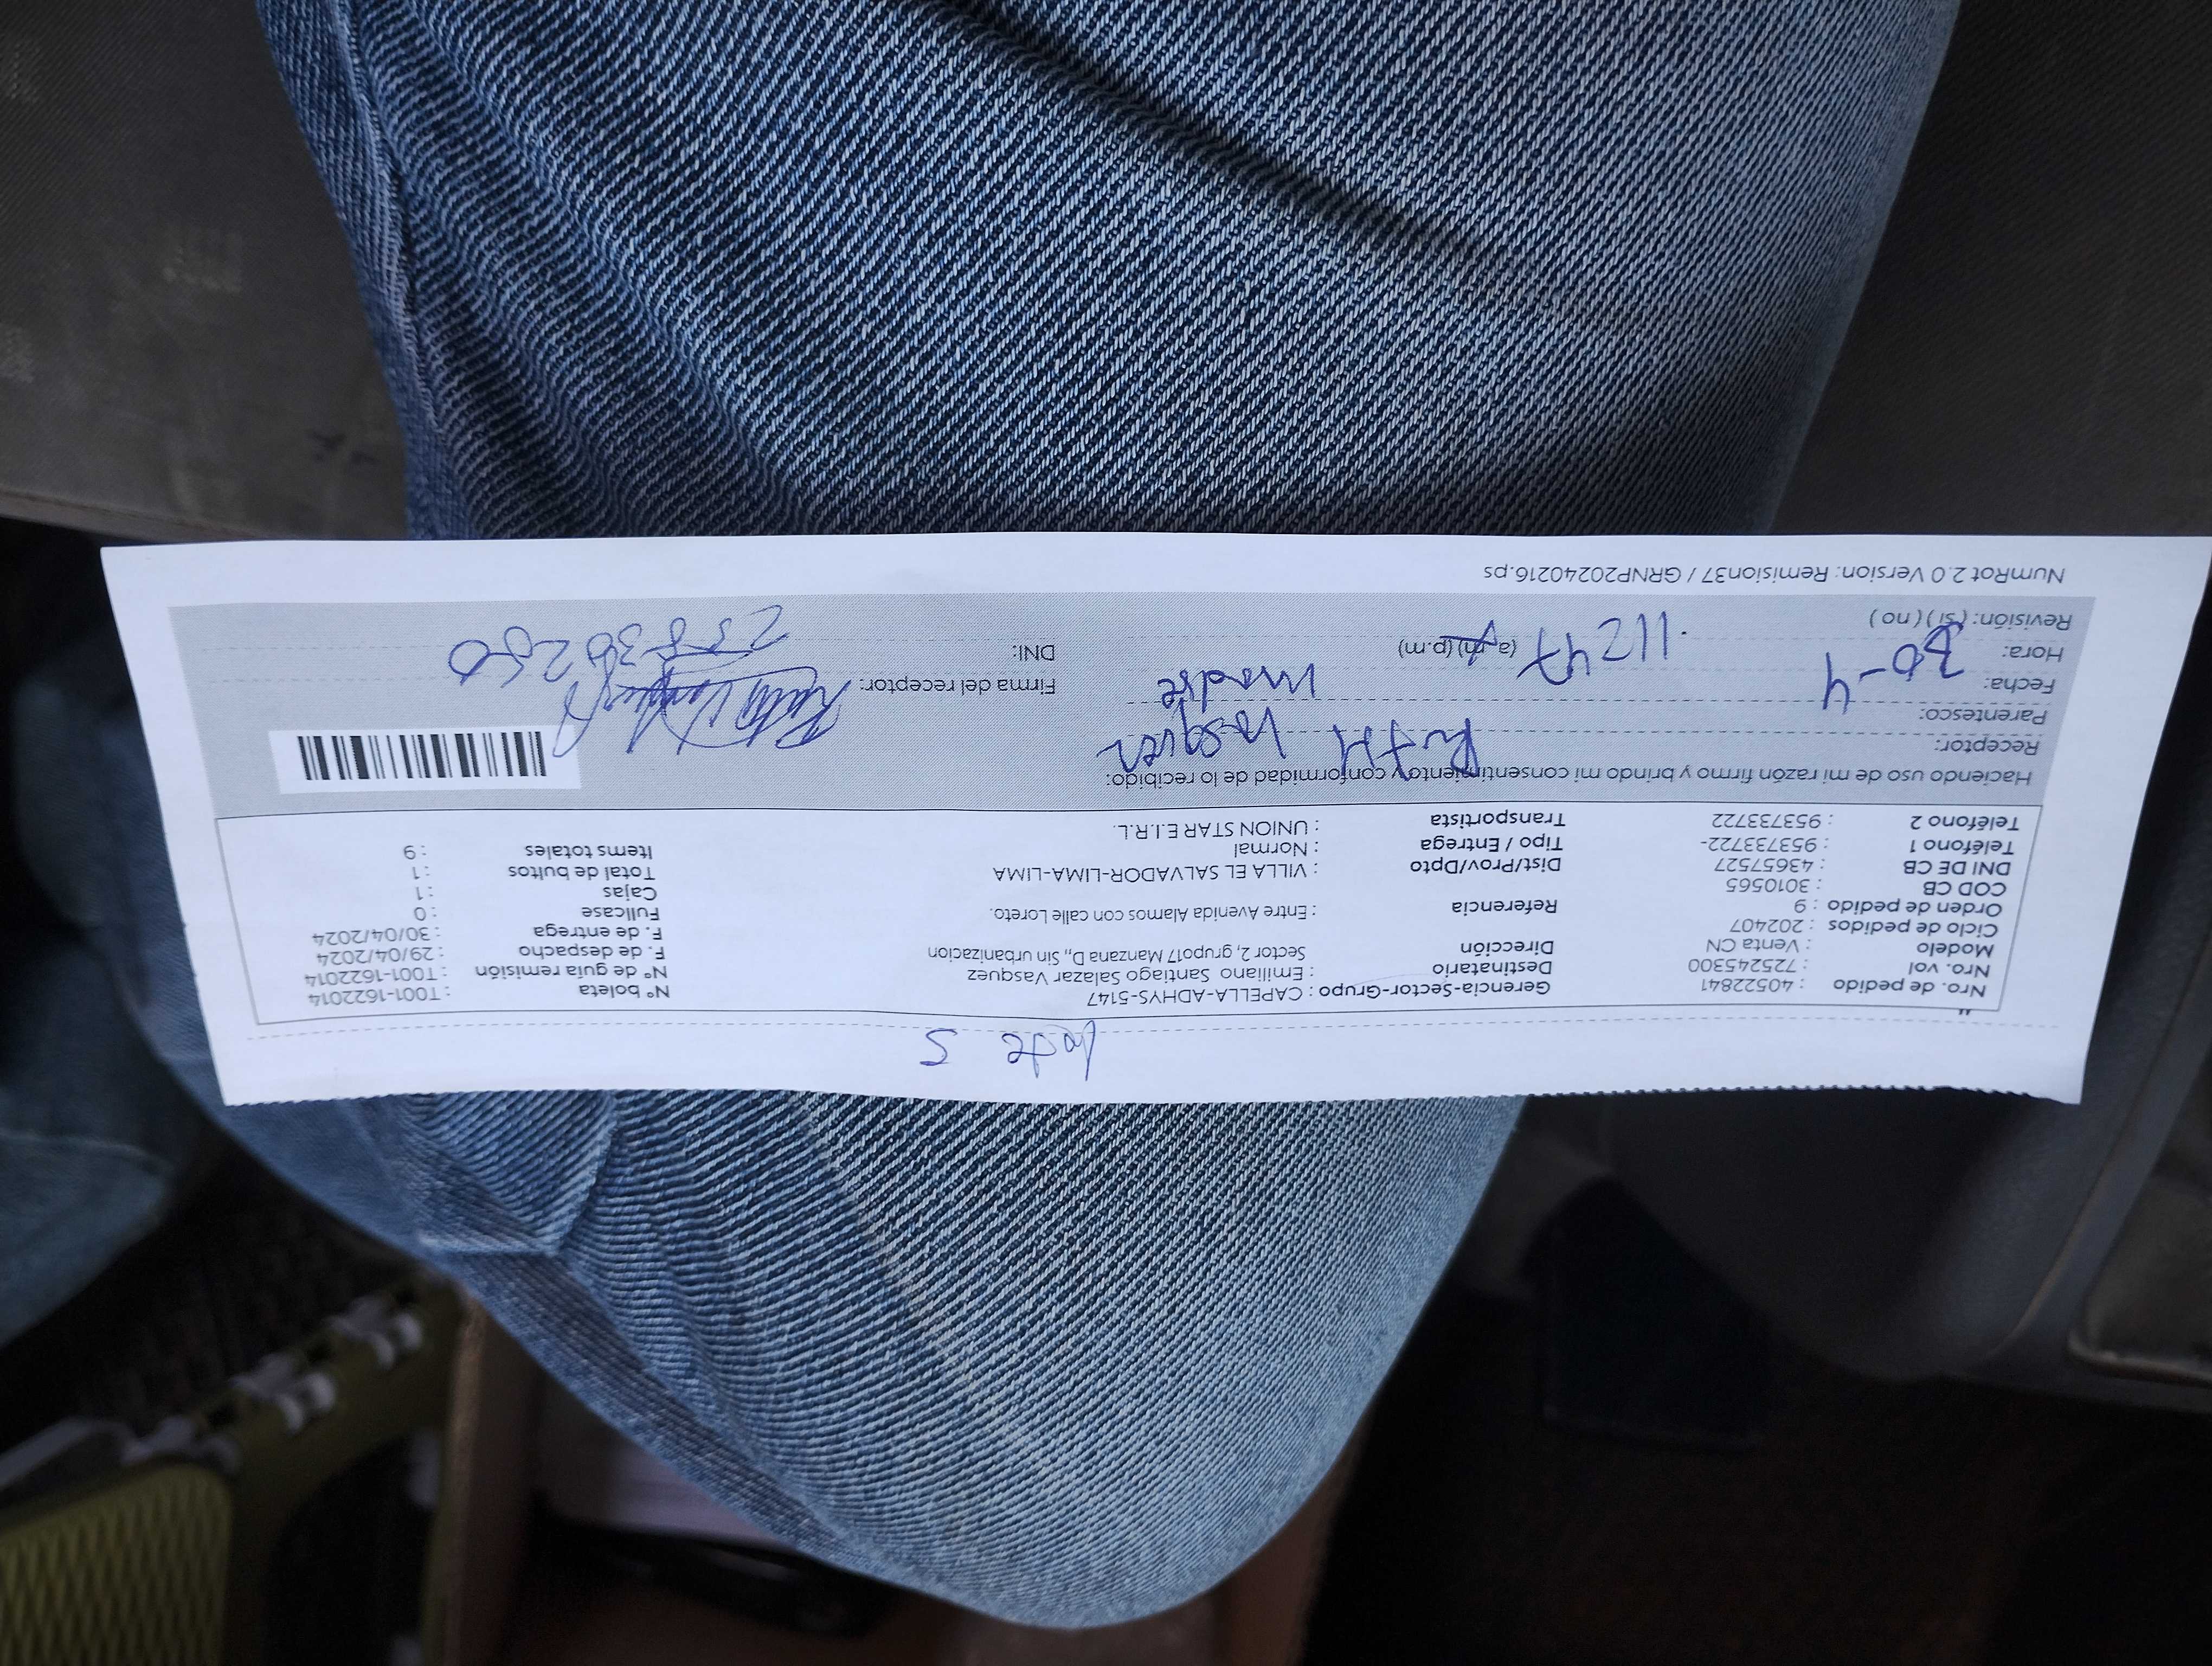 lote 5
Nro. de pedido : 40522841 Gerencia-Sector-Grupo : CAPELLA-ADHYS-5147 N° boleta : T001-1622014
Nro. vol : 725245300 Destinatario : Emiliano Santiago Salazar Vasquez N° de guia remisión : T001-1622014
Modelo : Venta CN Dirección Sector 2, grupo17 Manzana D,, Sin urbanizacion F. de despacho : 29/04/2024
Ciclo de pedidos : 202407 F. de entrega : 30/04/2024
Orden de pedido : 9 Referencia : Entre Avenida Alamos con calle Loreto. Fullcase : 0
COD CB : 3010565 Cajas : 1
DNI DE CB : 43657527 Dist/Prov/Dpto : VILLA EL SALVADOR-LIMA-LIMA Total de bultos : 1
Teléfono 1 : 953733722- Tipo / Entrega : Normal Items totales : 9
Teléfono 2 : 953733722 Transportista : UNION STAR E.I.R.L.
Haciendo uso de mi razón firmo y brindo mi consentimiento y conformidad de lo recibido:
Receptor: Vasquez
Parentesco: madre
Fecha: 30-4 Firma del receptor:
Hora: 11:47 (a.m) (p.m) DNI:
Revisión: (si) (no)
NumRot 2.0 Version: Remision37 / GRNP20240216.ps